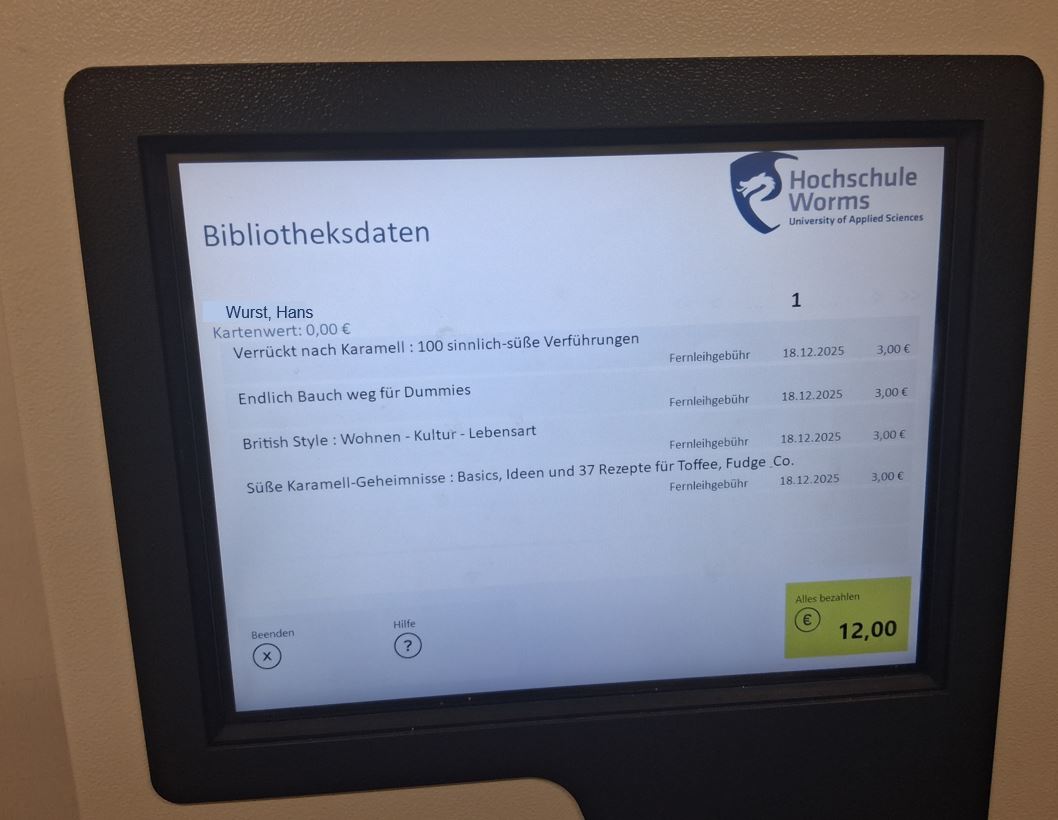 Hochschule
Worms
University of Applied Sciences
Bibliotheksdaten
Wurst, Hans
1
Kartenwert: 0,00 €
Verrückt nach Karamell : 100 sinnlich-süße Verführungen
Fernleihgebühr 18.12.2025 3,00 €
Endlich Bauch weg für Dummies
Fernleihgebühr 18.12.2025 3,00 €
British Style : Wohnen - Kultur - Lebensart
Fernleihgebühr 18.12.2025 3,00 €
Süße Karamell-Geheimnisse : Basics, Ideen und 37 Rezepte für Toffee, Fudge Co.
Fernleihgebühr 18.12.2025 3,00 €
Beenden
X
Hilfe
?
Alles bezahlen
€ 12,00